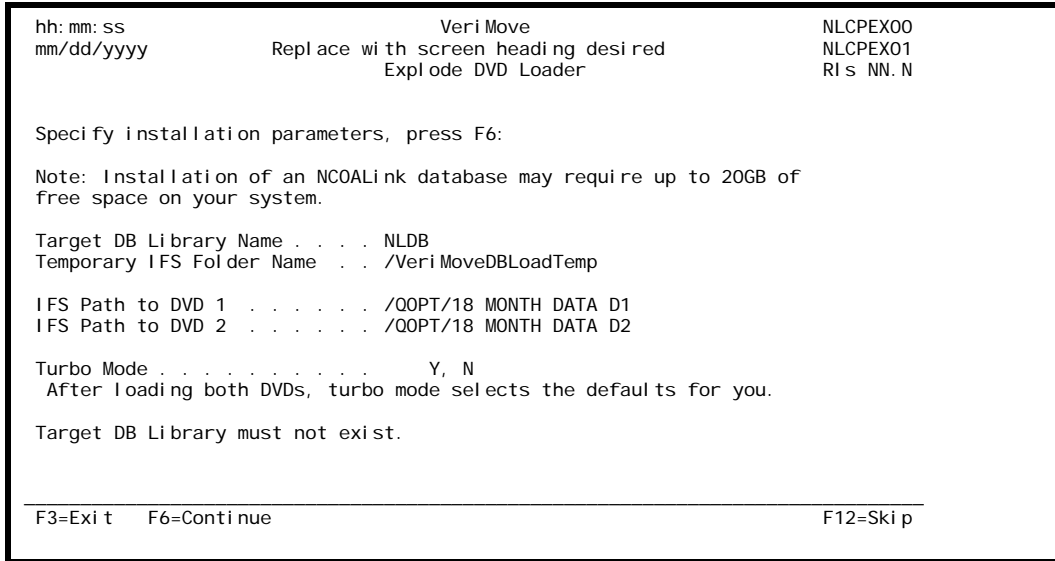 hh:mm:ss VeriMove NLCPEX00
mm/dd/yyyy Replace with screen heading desired NLCPEX01
Explode DVD Loader Rls NN.N
Specify installation parameters, press F6:
Note: Installation of an NCOALink database may require up to 20GB of
free space on your system.
Target DB Library Name . . . . NLDB
Temporary IFS Folder Name . . /VeriMoveDBLoadTemp
IFS Path to DVD 1 . . . . . . /QOPT/18 MONTH DATA D1
IFS Path to DVD 2 . . . . . . /QOPT/18 MONTH DATA D2
Turbo Mode . . . . . . . . . . Y, N
After loading both DVDs, turbo mode selects the defaults for you.
Target DB Library must not exist.
F3=Exit F6=Continue F12=Skip